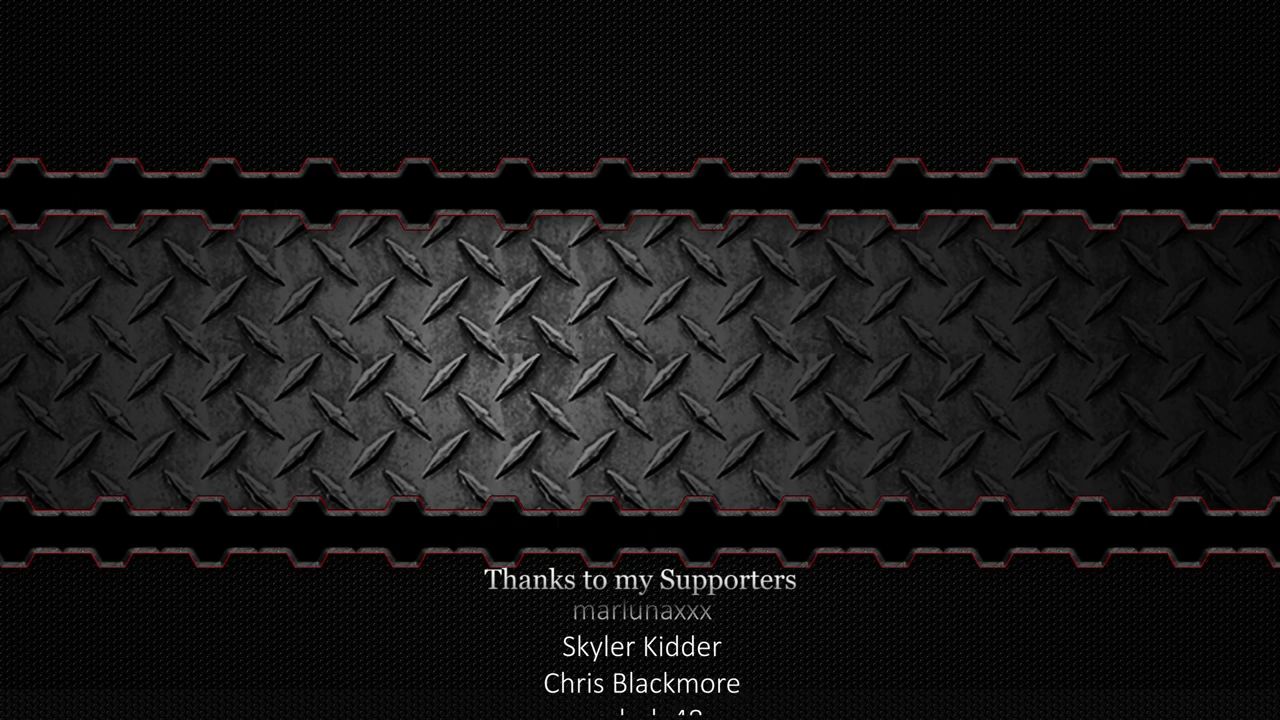 Thanks to my Supporters
marlunaxxx
Skyler Kidder
Chris Blackmore